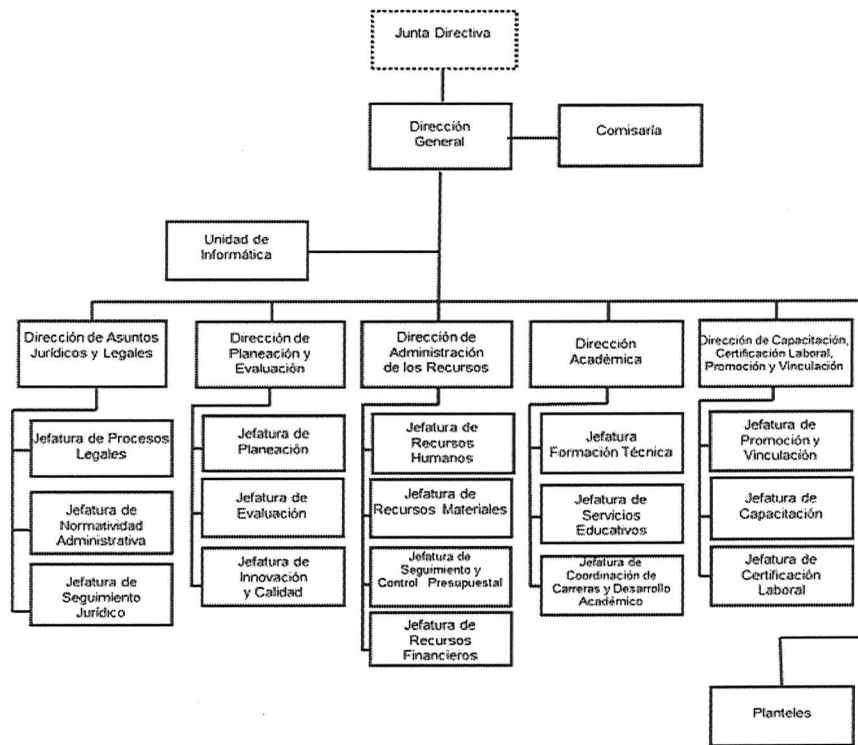 Junta Directiva
Dirección
General
Comisaría
Unidad de
Informática
Dirección de Asuntos
Jurídicos y Legales
Jefatura de Procesos
Legales
Jefatura de
Normatividad
Administrativa
Jefatura de
Seguimiento
Jurídico
Dirección de
Planeación y
Evaluación
Jefatura de
Planeación
Jefatura de
Evaluación
Jefatura de
Innovación
y Calidad
Dirección de
Administración
de los Recursos
Jefatura de
Recursos
Humanos
Jefatura de
Recursos Materiales
Jefatura de
Seguimiento y
Control Presupuestal
Jefatura de
Recursos
Financieros
Dirección
Académica
Jefatura
Formación Técnica
Jefatura de
Servicios
Educativos
Jefatura de
Coordinación de
Carreras y Desarrollo
Académico
Dirección de Capacitación,
Certificación Laboral,
Promoción y Vinculación
Jefatura de
Promoción y
Vinculación
Jefatura de
Capacitación
Jefatura de
Certificación
Laboral
Planteles